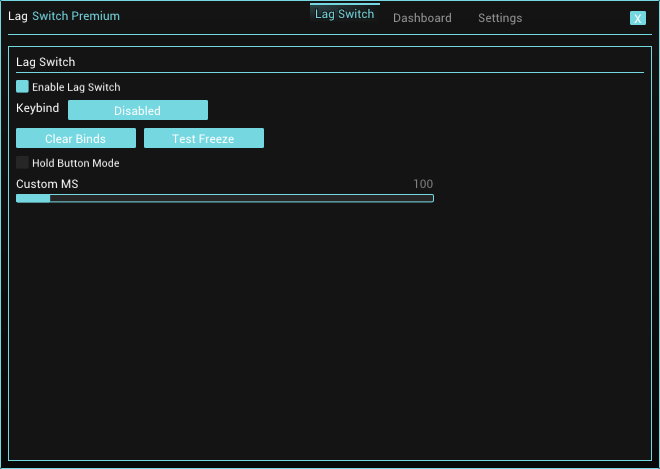 Lag Switch Premium
Lag Switch Dashboard Settings X
Lag Switch
Enable Lag Switch
Keybind Disabled
Clear Binds Test Freeze
Hold Button Mode
Custom MS 100